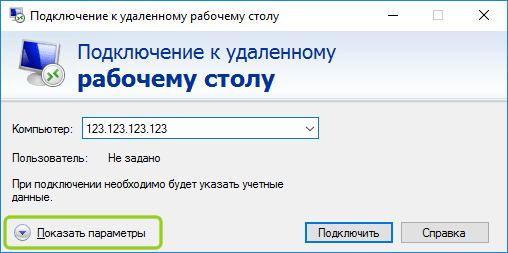 Подключение к удаленному рабочему столу
Подключение к удаленному
рабочему столу
Компьютер: 123.123.123.123
Пользователь: Не задано
При подключении необходимо будет указать учетные
данные.
Показать параметры Подключить Справка